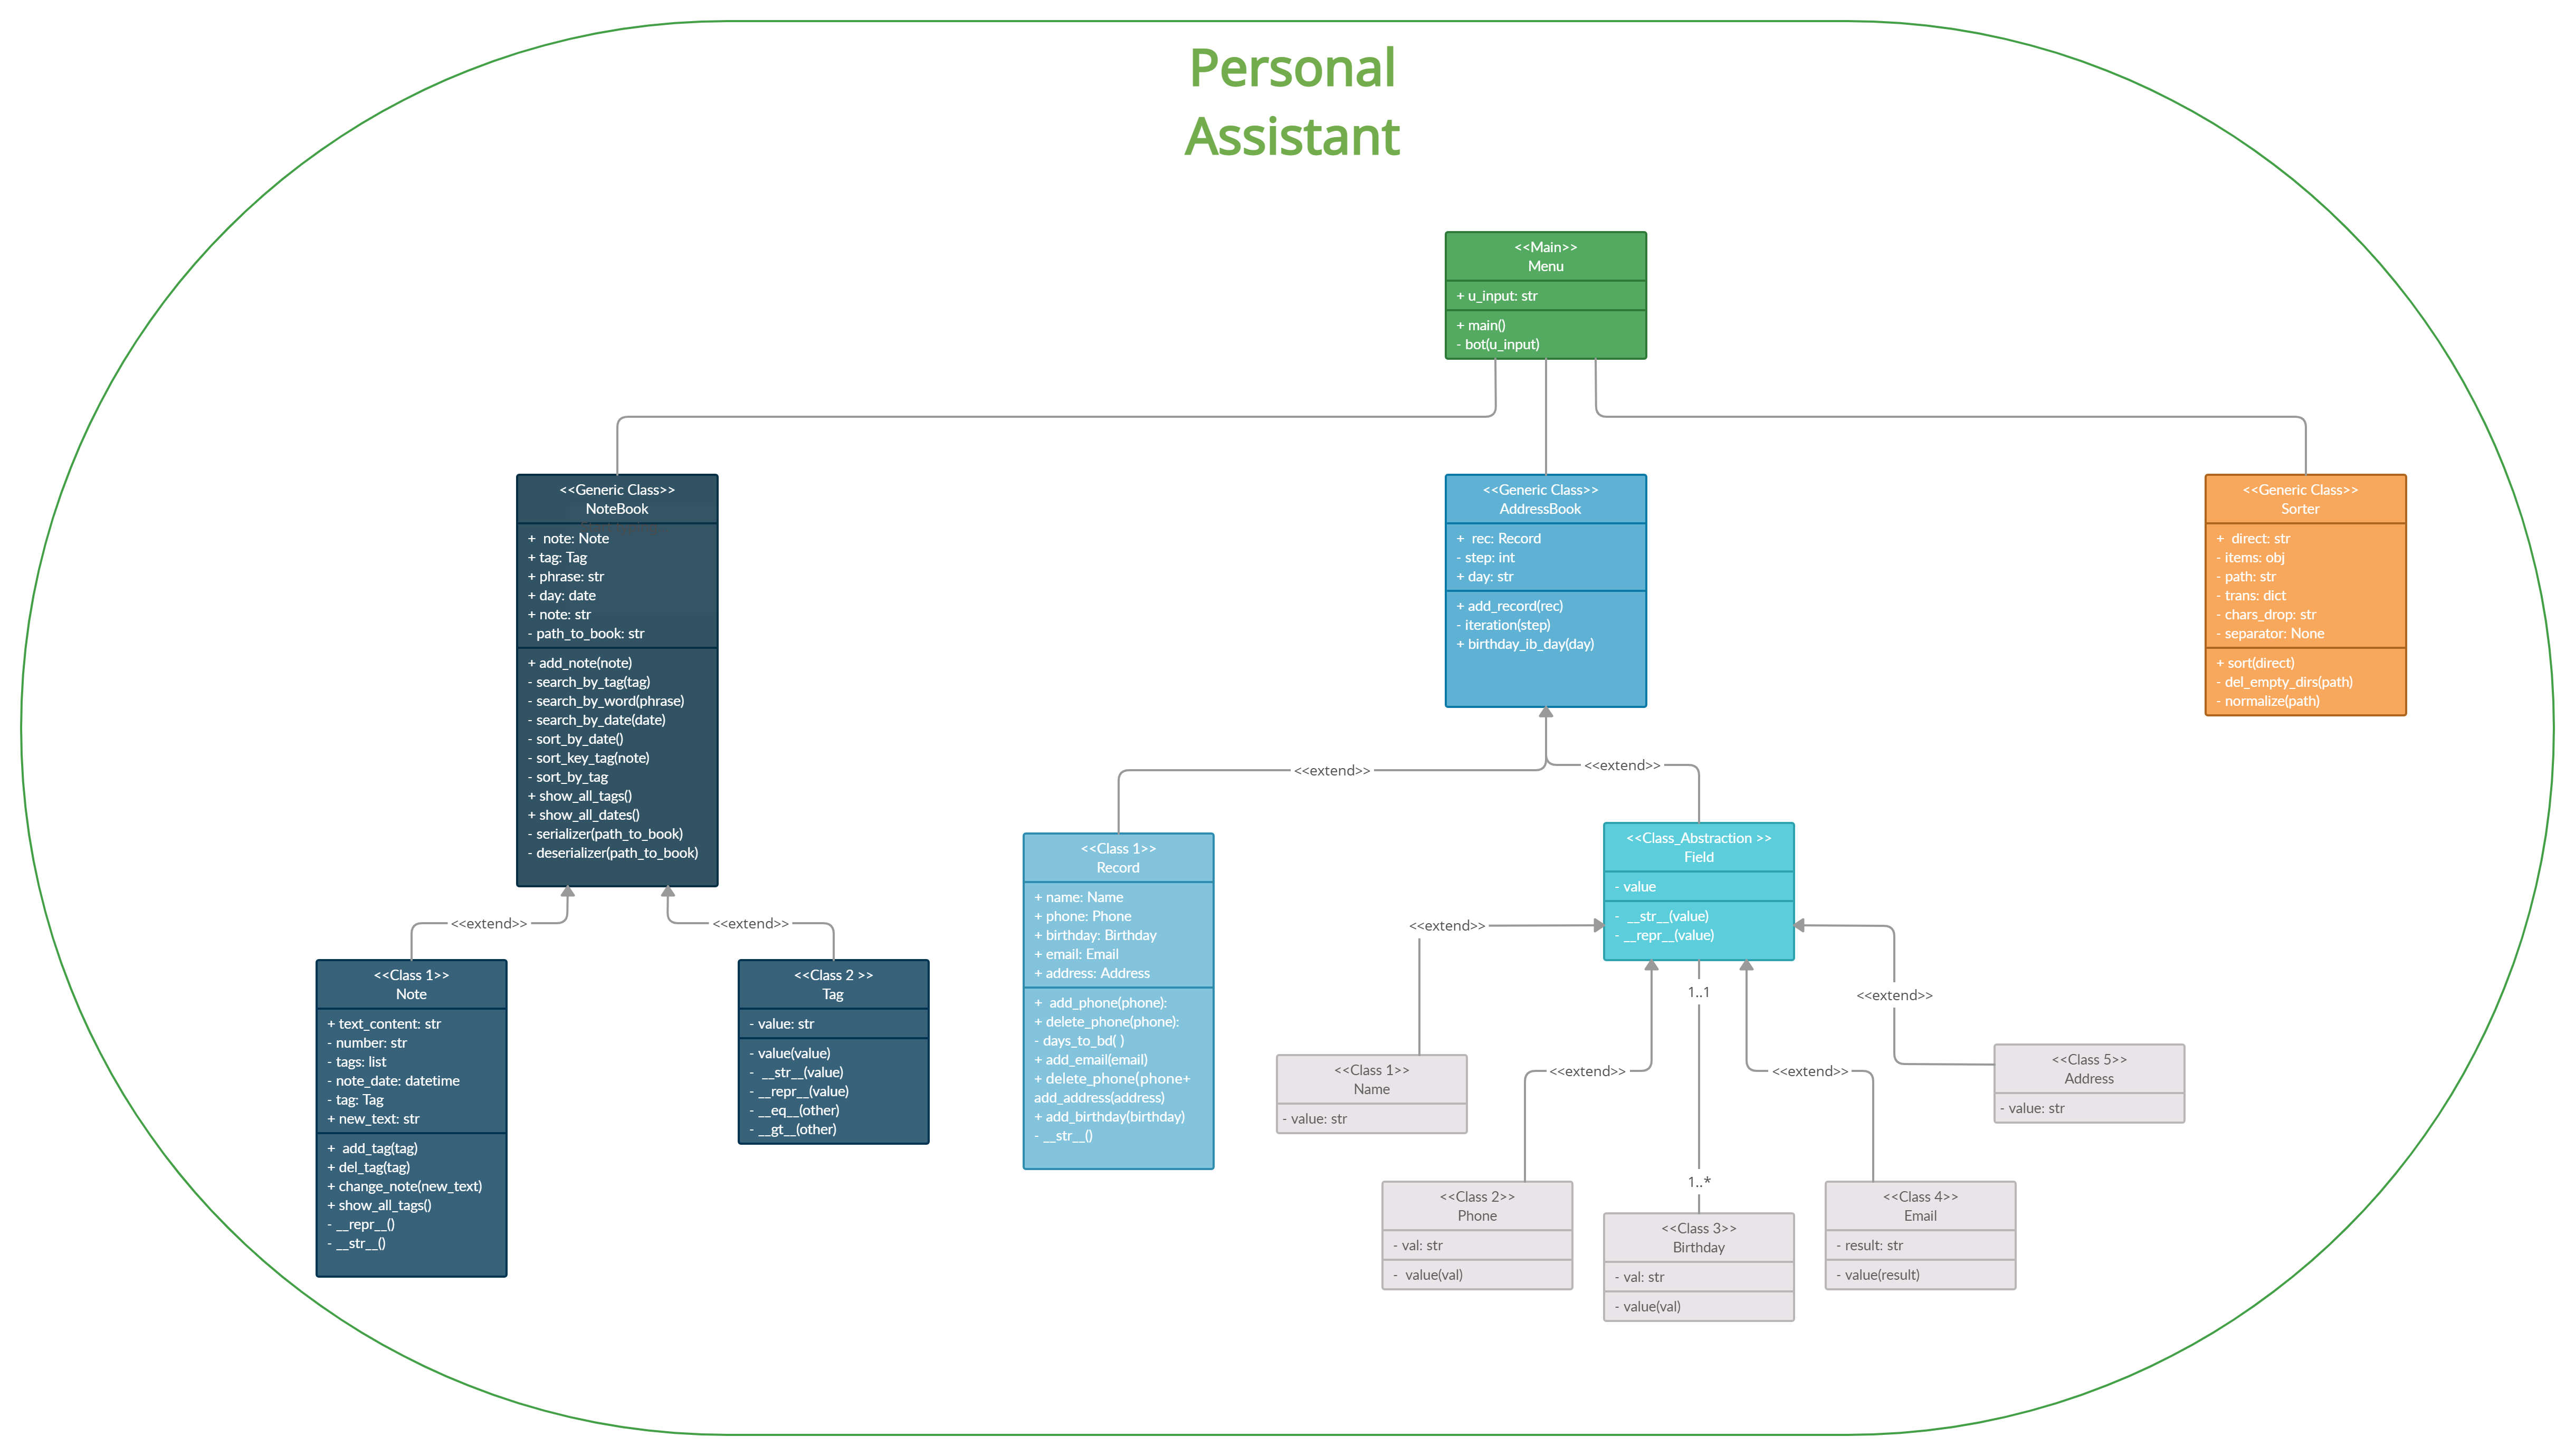 Personal
Assistant
<<Main>>
Menu
+ u_input: str
+ main()
- bot(u_input)
<<Generic Class>>
NoteBook
+  note: Note
+ tag: Tag
+ phrase: str
+ day: date
+ note: str
- path_to_book: str
+ add_note(note)
- search_by_tag(tag)
- search_by_word(phrase)
- search_by_date(date)
- sort_by_date()
- sort_key_tag(note)
- sort_by_tag
+ show_all_tags()
+ show_all_dates()
- serializer(path_to_book)
- deserializer(path_to_book)
<<Generic Class>>
AddressBook
+  rec: Record
- step: int
+ day: str
+ add_record(rec)
- iteration(step)
+ birthday_ib_day(day)
<<Generic Class>>
Sorter
+  direct: str
- items: obj
- path: str
- trans: dict
- chars_drop: str
- separator: None
+ sort(direct)
- del_empty_dirs(path)
- normalize(path)
<<extend>>
<<extend>>
<<extend>>
<<extend>>
<<Class 1>>
Note
+ text_content: str
- number: str
- tags: list
- note_date: datetime
- tag: Tag
+ new_text: str
+  add_tag(tag)
+ del_tag(tag)
+ change_note(new_text)
+ show_all_tags()
- __repr__()
- __str__()
<<Class 2 >>
Tag
- value: str
- value(value)
-  __str__(value)
- __repr__(value)
- __eq__(other)
- __gt__(other)
<<Class 1>>
Record
+ name: Name
+ phone: Phone
+ birthday: Birthday
+ email: Email
+ address: Address
+  add_phone(phone):
+ delete_phone(phone):
- days_to_bd( )
+ add_email(email)
+ delete_phone(phone+
add_address(address)
+ add_birthday(birthday)
- __str__()
<<Class_Abstraction >>
Field
- value
-  __str__(value)
- __repr__(value)
<<extend>>
<<extend>>
1..1
<<extend>>
<<extend>>
1..*
<<Class 1>>
Name
- value: str
<<Class 2>>
Phone
- val: str
-  value(val)
<<Class 3>>
Birthday
- val: str
- value(val)
<<Class 4>>
Email
- result: str
- value(result)
<<Class 5>>
Address
- value: str